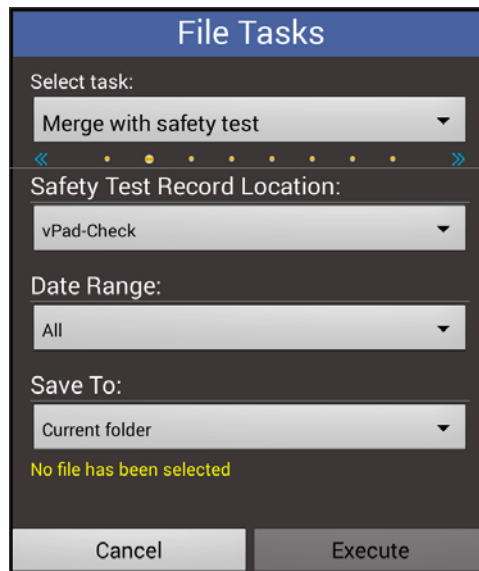 File Tasks
Select task:
Merge with safety test
Safety Test Record Location:
vPad-Check
Date Range:
All
Save To:
Current folder
No file has been selected
Cancel Execute